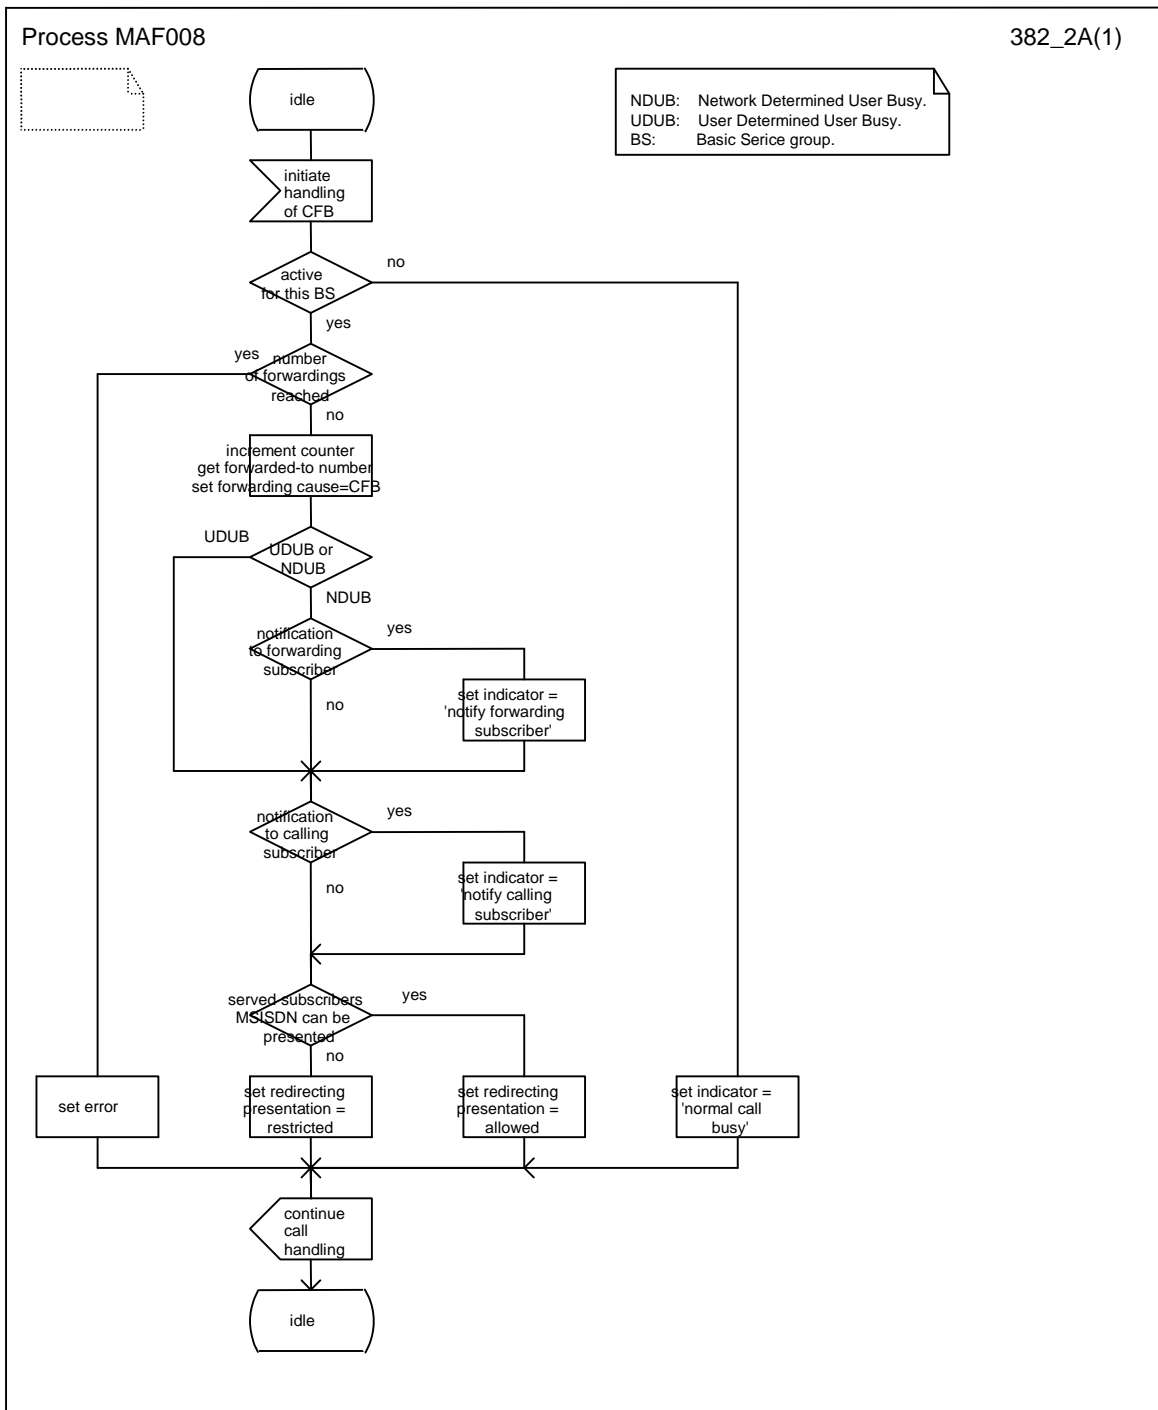 Process MAF008
382_2A(1)
idle
NDUB: Network Determined User Busy.
UDUB: User Determined User Busy.
BS: Basic Serice group.
initiate
handling
of CFB
active
for this BS
no
yes
yes
number
of forwardings
reached
no
increment counter
get forwarded-to number
set forwarding cause=CFB
UDUB
UDUB or
NDUB
NDUB
notification
to forwarding
subscriber
yes
no
set indicator =
'notify forwarding
subscriber'
notification
to calling
subscriber
yes
no
set indicator =
'notify calling
subscriber'
served subscribers
MSISDN can be
presented
yes
no
set error
set redirecting
presentation =
restricted
set redirecting
presentation =
allowed
set indicator =
'normal call
busy'
continue
call
handling
idle